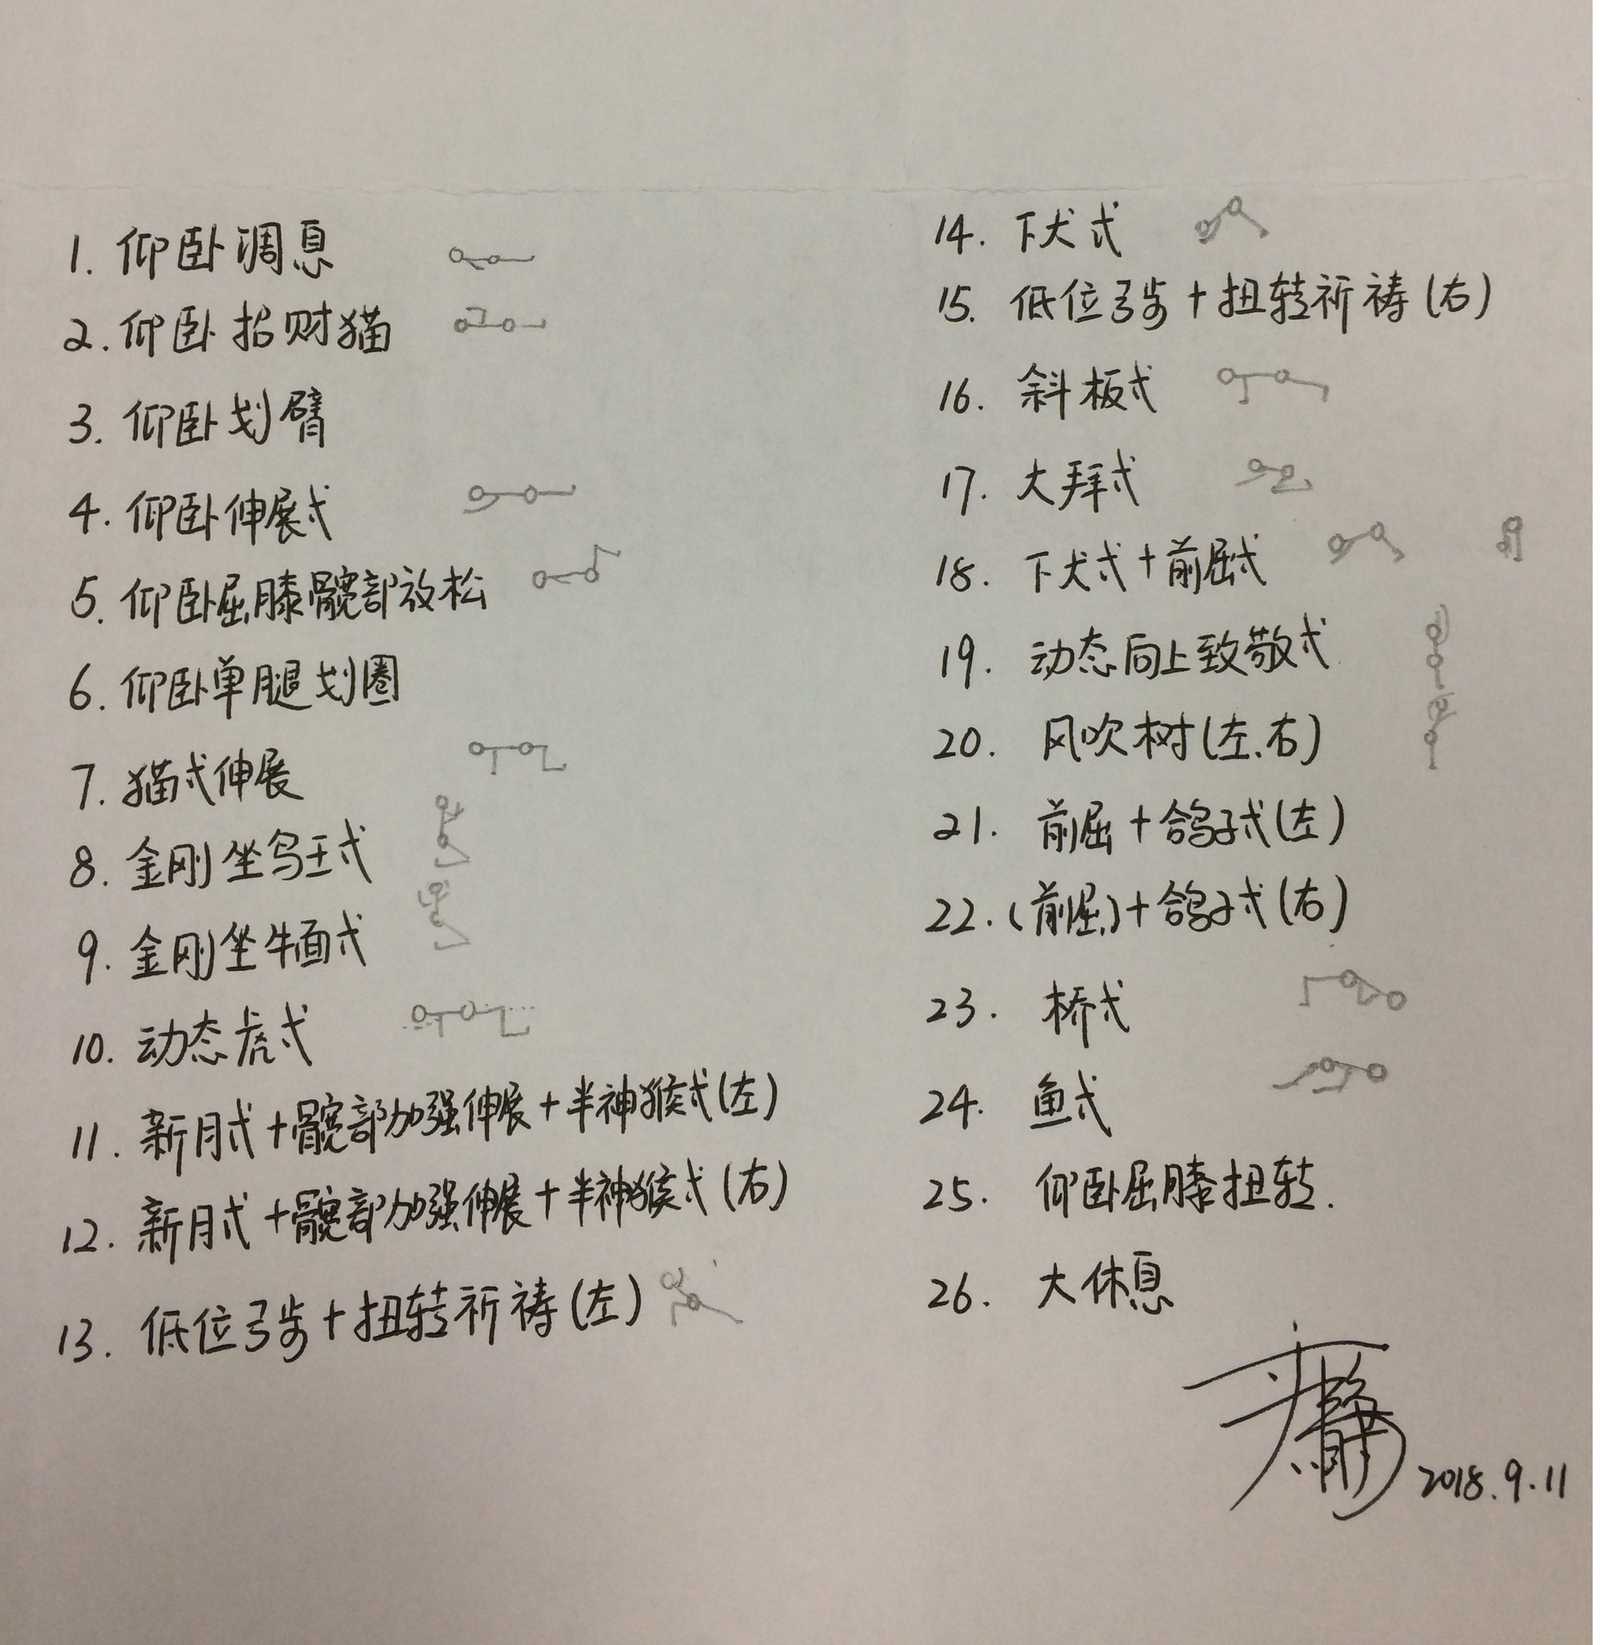 1. 仰卧调息
2. 仰卧招财猫
3. 仰卧划臂
4. 仰卧伸展式
5. 仰卧屈膝髋部放松
6. 仰卧单腿划圈
7. 猫式伸展
8. 金刚坐鸟王式
9. 金刚坐牛面式
10. 动态虎式
11. 新月式+髋部加强伸展+半神猴式(左)
12. 新月式+髋部加强伸展+半神猴式(右)
13. 低位弓步+扭转祈祷(左)
14. 下犬式
15. 低位弓步+扭转祈祷(右)
16. 斜板式
17. 大拜式
18. 下犬式+前屈式
19. 动态向上致敬式
20. 风吹树(左.右)
21. 前屈+鸽子式(左)
22. (前屈)+鸽子式(右)
23. 桥式
24. 鱼式
25. 仰卧屈膝扭转.
26. 大休息
2018.9.11